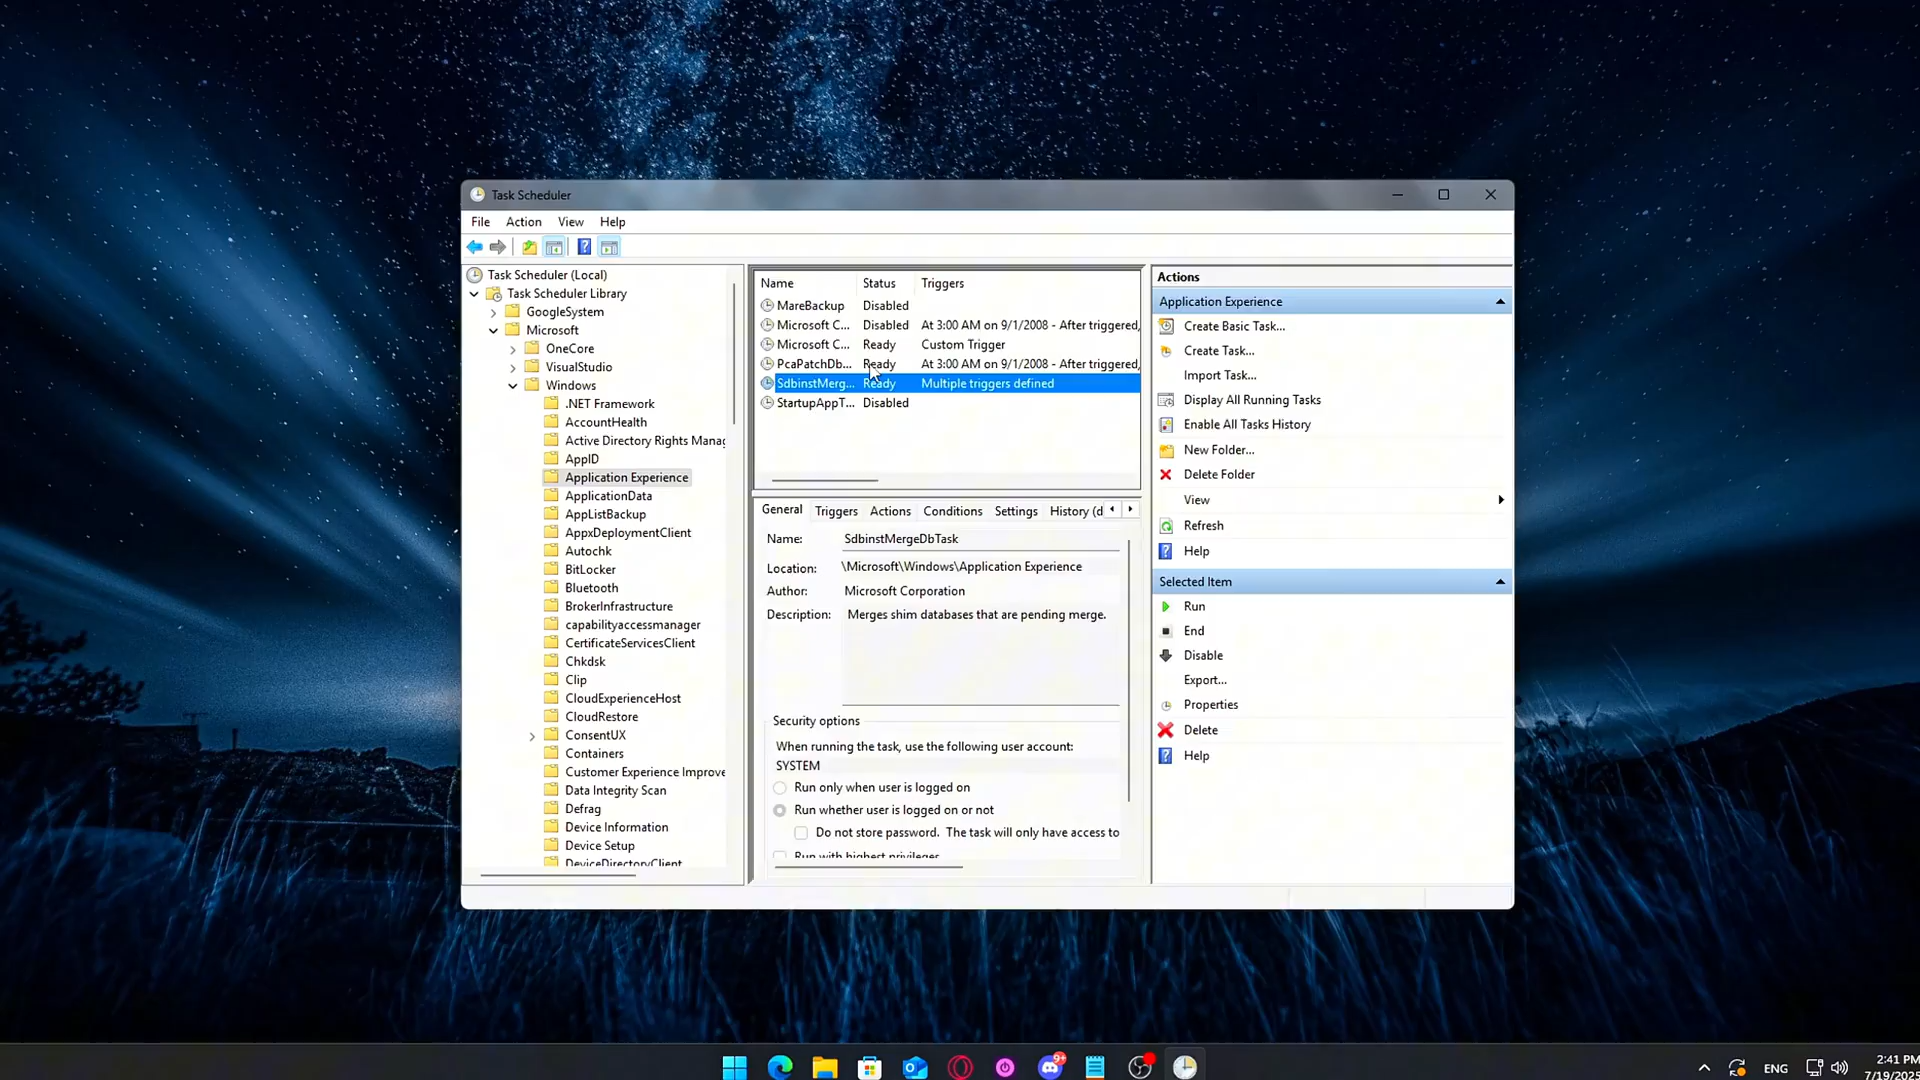 Task Scheduler
File Action View Help
Task Scheduler (Local)
Task Scheduler Library
GoogleSystem
Microsoft
OneCore
VisualStudio
Windows
.NET Framework
AccountHealth
Active Directory Rights Manag
AppID
Application Experience
ApplicationData
AppListBackup
AppxDeploymentClient
Autochk
BitLocker
Bluetooth
BrokerInfrastructure
capabilityaccessmanager
CertificateServicesClient
Chkdsk
Clip
CloudExperienceHost
CloudRestore
ConsentUX
Containers
Customer Experience Improve
Data Integrity Scan
Defrag
Device Information
Device Setup
DeviceDirectoryClient
Name Status Triggers
MareBackup Disabled
Microsoft C... Disabled At 3:00 AM on 9/1/2008 - After triggered,
Microsoft C... Ready Custom Trigger
PcaPatchDb... Ready At 3:00 AM on 9/1/2008 - After triggered,
SdbinstMerg... Ready Multiple triggers defined
StartupAppT... Disabled
General Triggers Actions Conditions Settings History (d
Name: SdbinstMergeDbTask
Location: \Microsoft\Windows\Application Experience
Author: Microsoft Corporation
Description: Merges shim databases that are pending merge.
Security options
When running the task, use the following user account:
SYSTEM
Run only when user is logged on
Run whether user is logged on or not
Do not store password. The task will only have access to
Run with highest privileges
Actions
Application Experience
Create Basic Task...
Create Task...
Import Task...
Display All Running Tasks
Enable All Tasks History
New Folder...
Delete Folder
View
Refresh
Help
Selected Item
Run
End
Disable
Export...
Properties
Delete
Help
9+
ENG
2:41 PM
7/19/202